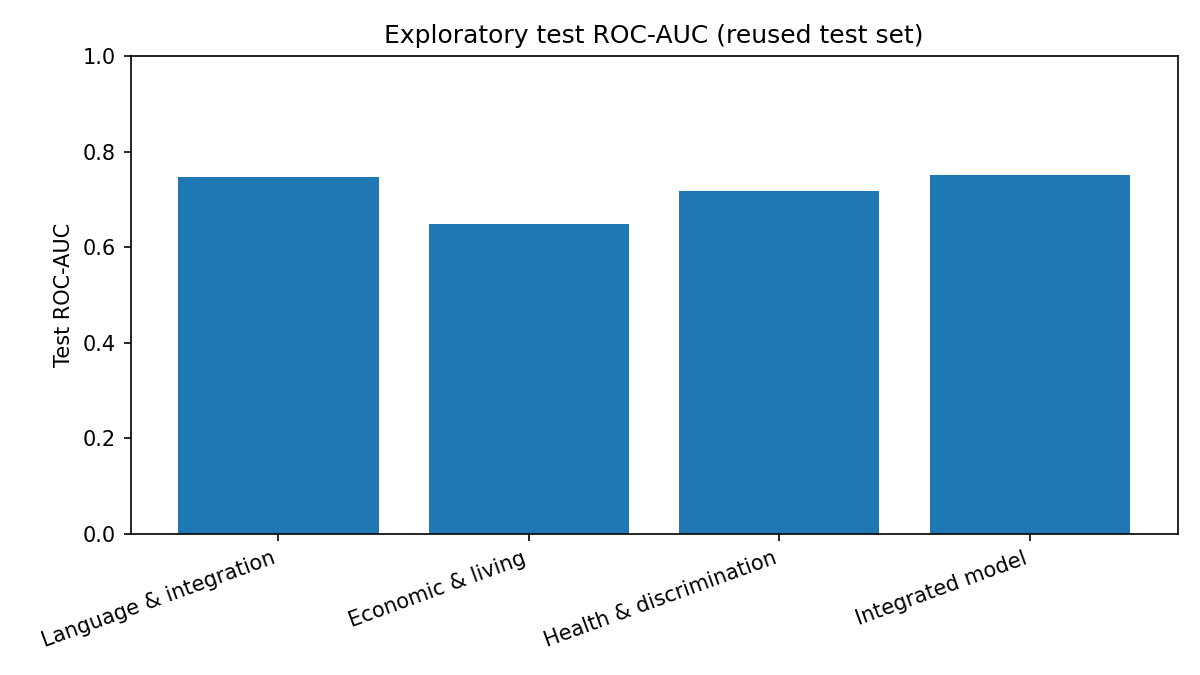 Exploratory test ROC-AUC (reused test set)
Test ROC-AUC
1.0
0.8
0.6
0.4
0.2
0.0
Language & integration
Economic & living
Health & discrimination
Integrated model